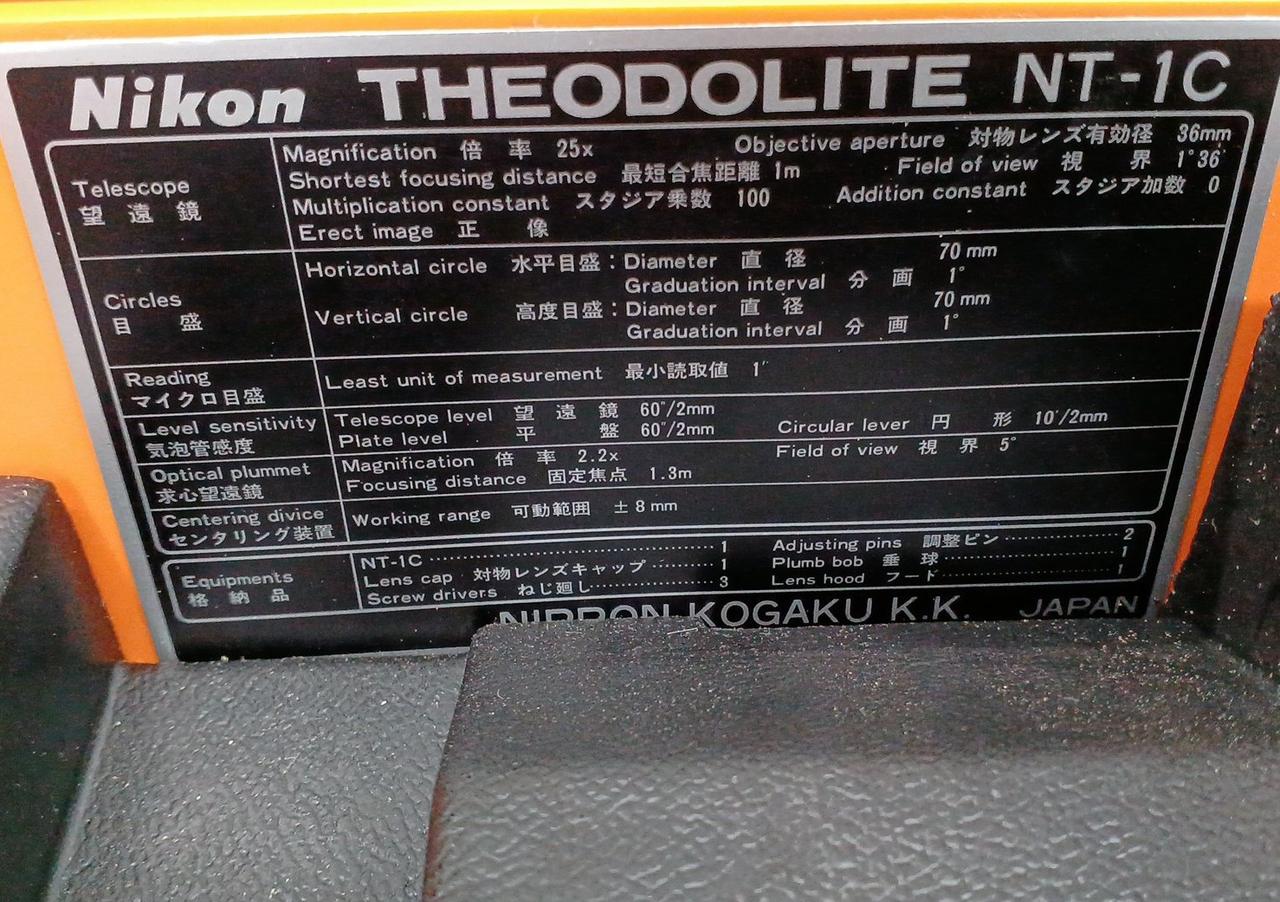 Nikon THEODOLITE NT-1C
Telescope
望遠鏡
Magnification 倍率 25x Objective aperture 対物レンズ有効径 36mm
Shortest focusing distance 最短合焦距離 1m Field of view 視界 1°36′
Multiplication constant スタジア乗数 100 Addition constant スタジア加数 0
Erect image 正像
Circles
目盛
Horizontal circle 水平目盛：Diameter 直径 70 mm
Graduation interval 分画 1°
Vertical circle 高度目盛：Diameter 直径 70 mm
Graduation interval 分画 1°
Reading
マイクロ目盛
Least unit of measurement 最小読取値 1″
Level sensitivity
気泡管感度
Telescope level 望遠鏡 60″/2mm
Plate level 平盤 60″/2mm Circular lever 円形 10′/2mm
Optical plummet
求心望遠鏡
Magnification 倍率 2.2x Field of view 視界 5°
Focusing distance 固定焦点 1.3m
Centering divice
センタリング装置
Working range 可動範囲 ±8mm
Equipments
格納品
NT-1C 1 Adjusting pins 調整ピン 2
Lens cap 対物レンズキャップ 1 Plumb bob 垂球 1
Screw drivers ねじ廻し 3 Lens hood フード 1
NIPPON KOGAKU K.K. JAPAN